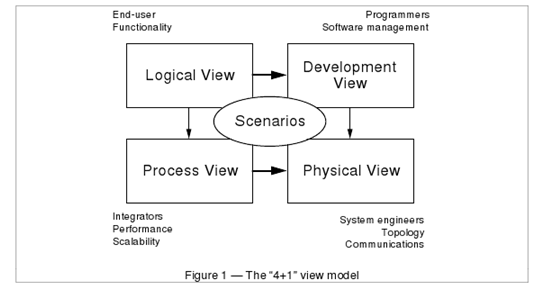 End-user
Functionality
Programmers
Software management
Logical View
Development
View
Scenarios
Process View
Physical View
Integrators
Performance
Scalability
System engineers
Topology
Communications
Figure 1 — The “4+1” view model